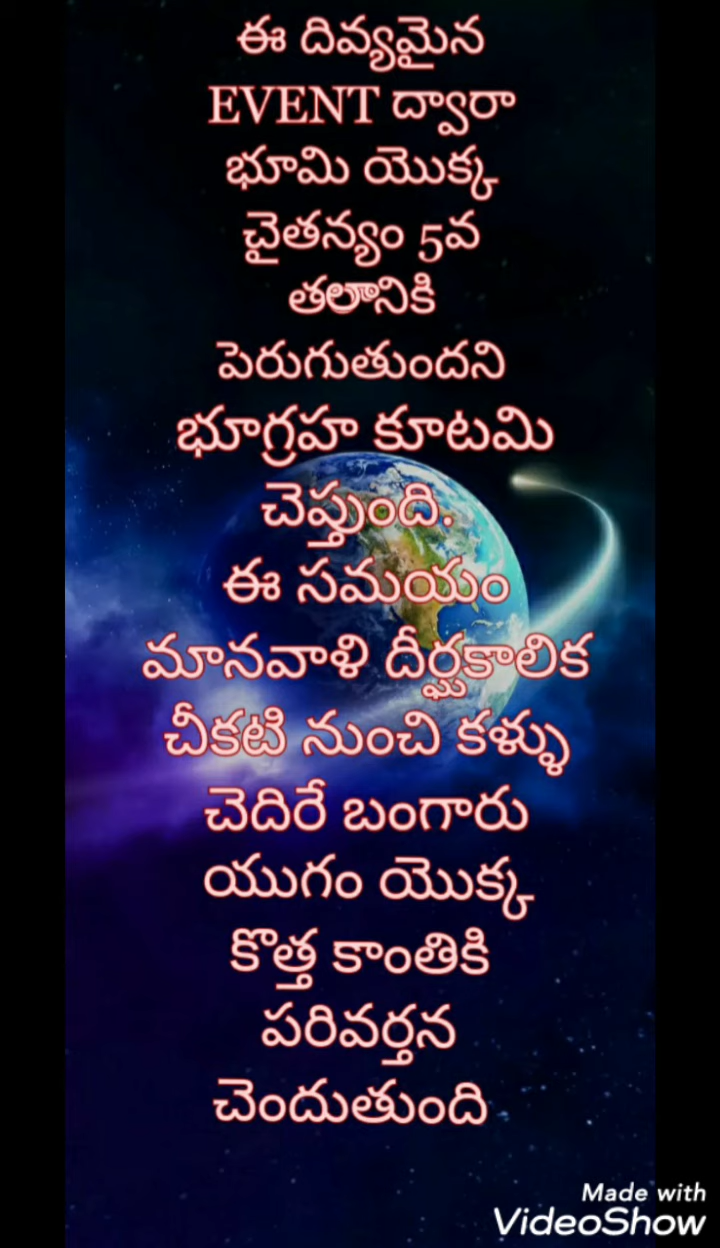 ఈ దివ్యమైన
EVENT ద్వారా
భూమి యొక్క
చైతన్యం 5వ
తలానికి
పెరుగుతుందని
భూగ్రహ కూటమి
చెప్తుంది.
ఈ సమయం
మానవాళి దీర్ఘకాలిక
చీకటి నుంచి కళ్ళు
చెదిరే బంగారు
యుగం యొక్క
కొత్త కాంతికి
పరివర్తన
చెందుతుంది
Made with
VideoShow